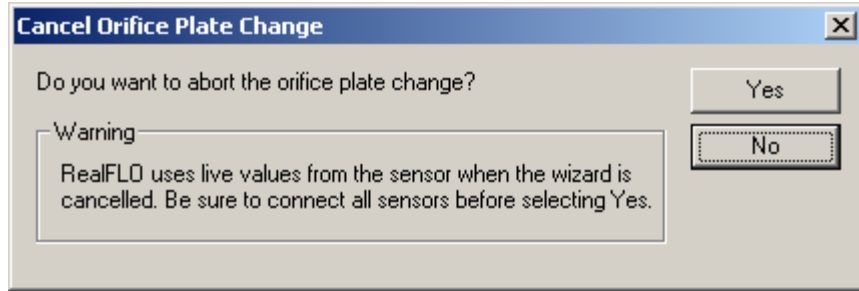 Cancel Orifice Plate Change
Do you want to abort the orifice plate change?
Yes
No
Warning
RealFLO uses live values from the sensor when the wizard is
cancelled. Be sure to connect all sensors before selecting Yes.